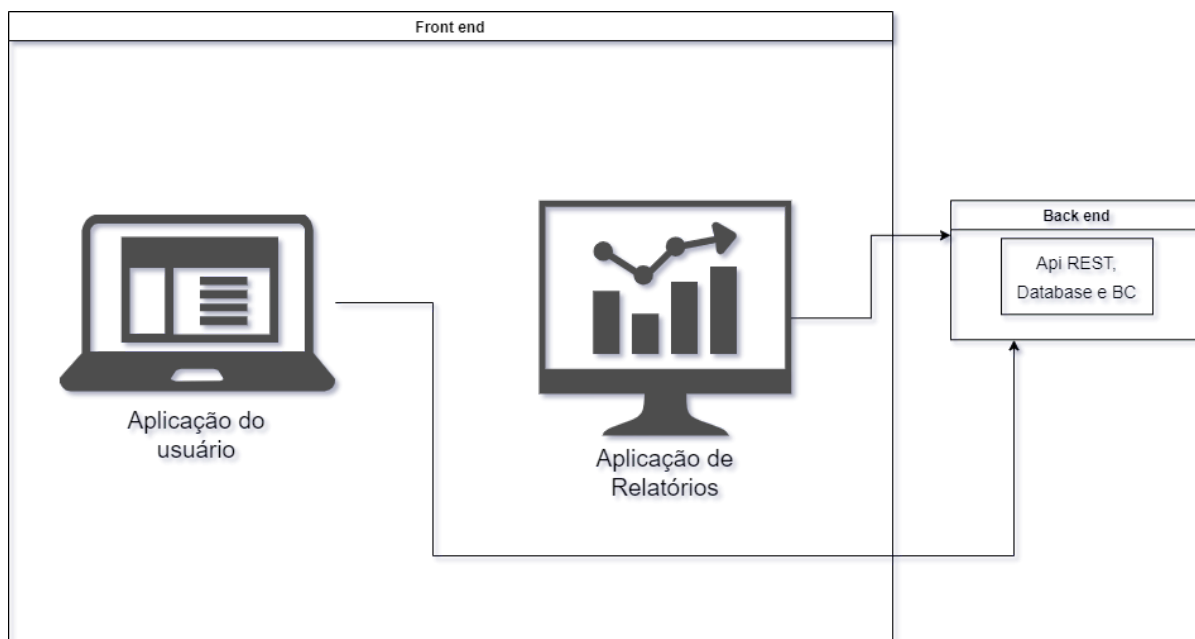 Front end
Aplicação do
usuário
Aplicação de
Relatórios
Back end
Api REST,
Database e BC